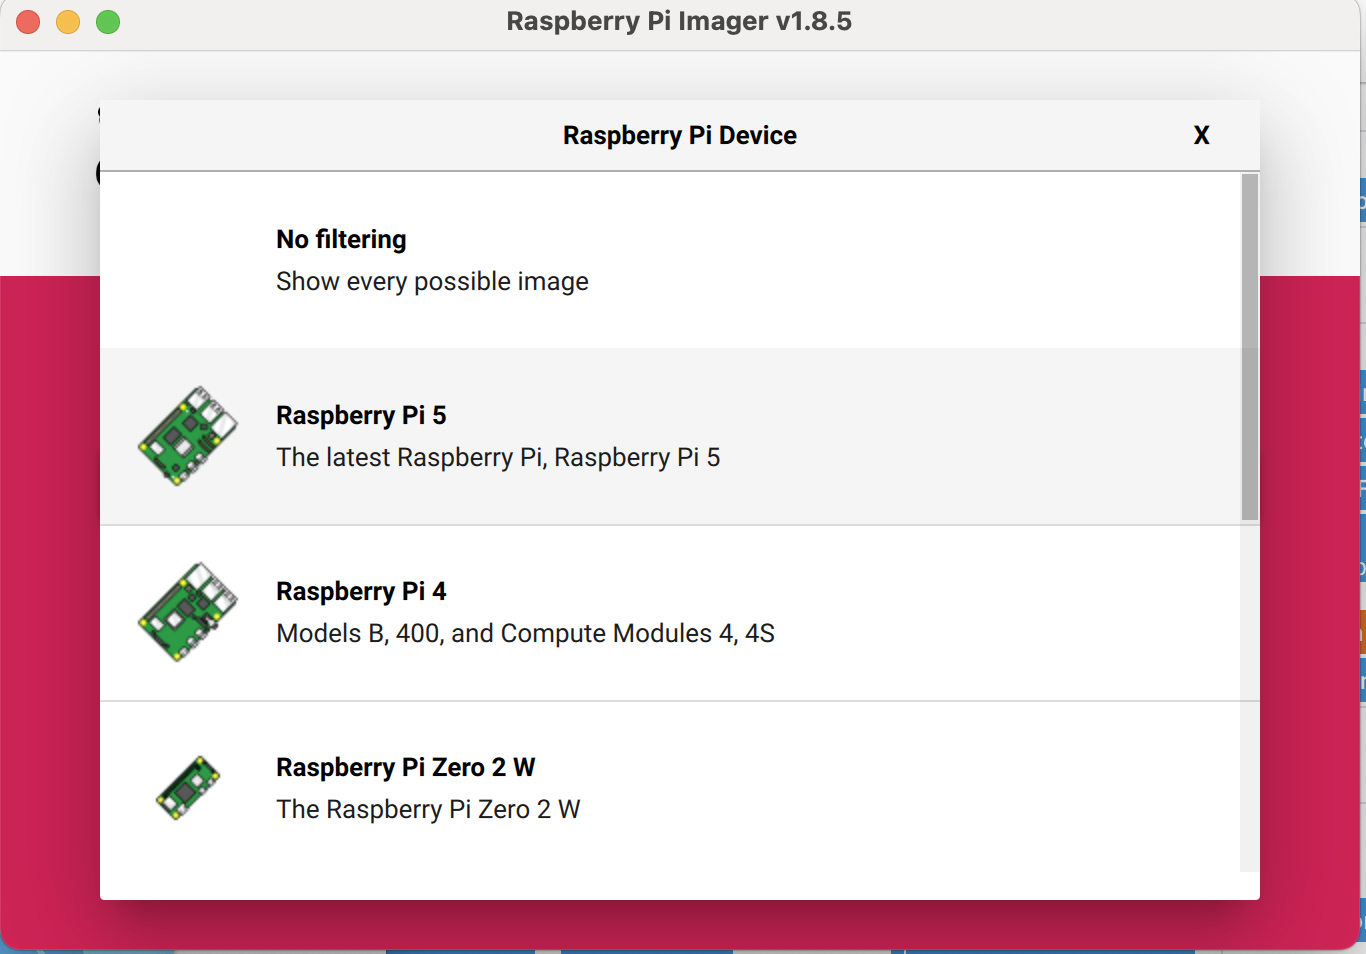 Raspberry Pi Imager v1.8.5
Raspberry Pi Device
X
No filtering
Show every possible image
Raspberry Pi 5
The latest Raspberry Pi, Raspberry Pi 5
Raspberry Pi 4
Models B, 400, and Compute Modules 4, 4S
Raspberry Pi Zero 2 W
The Raspberry Pi Zero 2 W